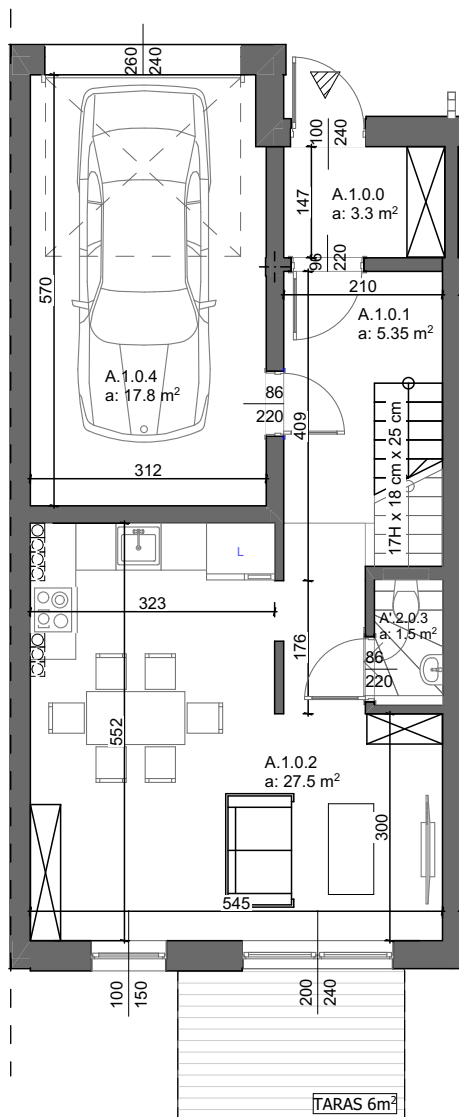 260
240
100
240
A.1.0.0
a: 3.3 m²
147
96
220
210
A.1.0.1
a: 5.35 m²
570
A.1.0.4
a: 17.8 m²
86
220
409
17H x 18 cm x 25 cm
312
L
323
A'.2.0.3
a: 1.5 m²
176
86
220
552
A.1.0.2
a: 27.5 m²
300
545
100
150
200
240
TARAS 6m²